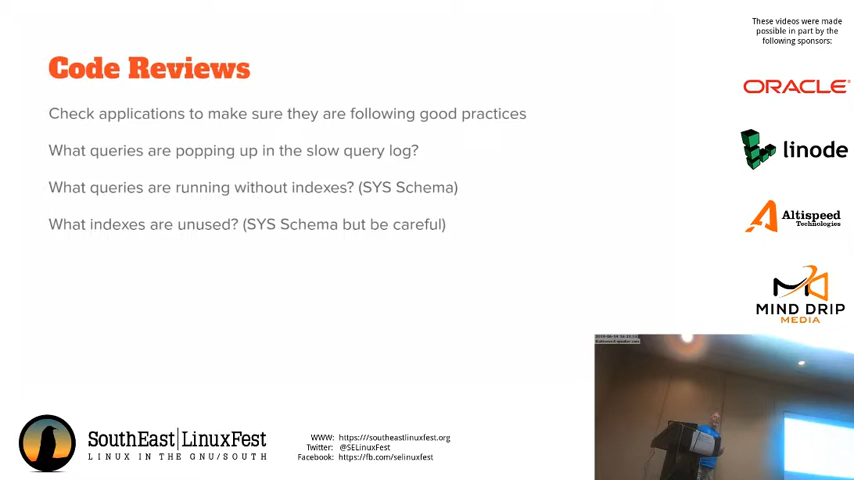 Code Reviews
Check applications to make sure they are following good practices
What queries are popping up in the slow query log?
What queries are running without indexes? (SYS Schema)
What indexes are unused? (SYS Schema but be careful)
These videos were made
possible in part by the
following sponsors:
ORACLE®
linode
Altispeed
Technologies
MIND DRIP
MEDIA
SouthEast|LinuxFest
LINUX IN THE GNU/SOUTH
WWW: https:///southeastlinuxfest.org
Twitter: @SELinuxFest
Facebook: https://fb.com/selinuxfest